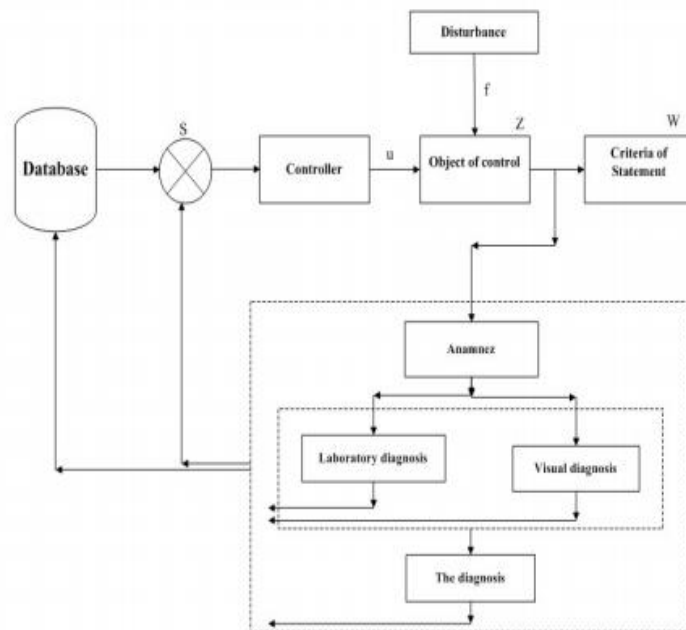 Disturbance
f
S
Z
W
Database
Controller
u
Object of control
Criteria of
Statement
Anamnez
Laboratory diagnosis
Visual diagnosis
The diagnosis